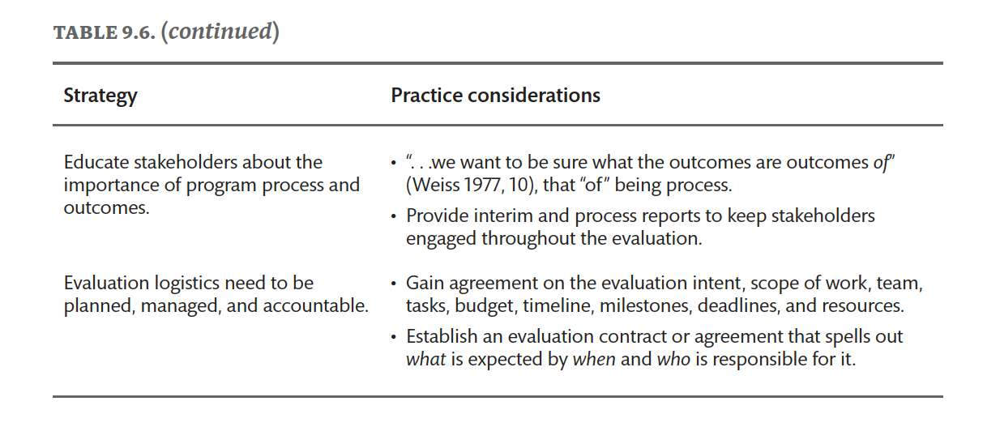 TABLE 9.6. (continued)
Strategy
Practice considerations
Educate stakeholders about the
importance of program process and
outcomes.
• “. . .we want to be sure what the outcomes are outcomes of”
(Weiss 1977, 10), that “of” being process.
• Provide interim and process reports to keep stakeholders
engaged throughout the evaluation.
Evaluation logistics need to be
planned, managed, and accountable.
• Gain agreement on the evaluation intent, scope of work, team,
tasks, budget, timeline, milestones, deadlines, and resources.
• Establish an evaluation contract or agreement that spells out
what is expected by when and who is responsible for it.